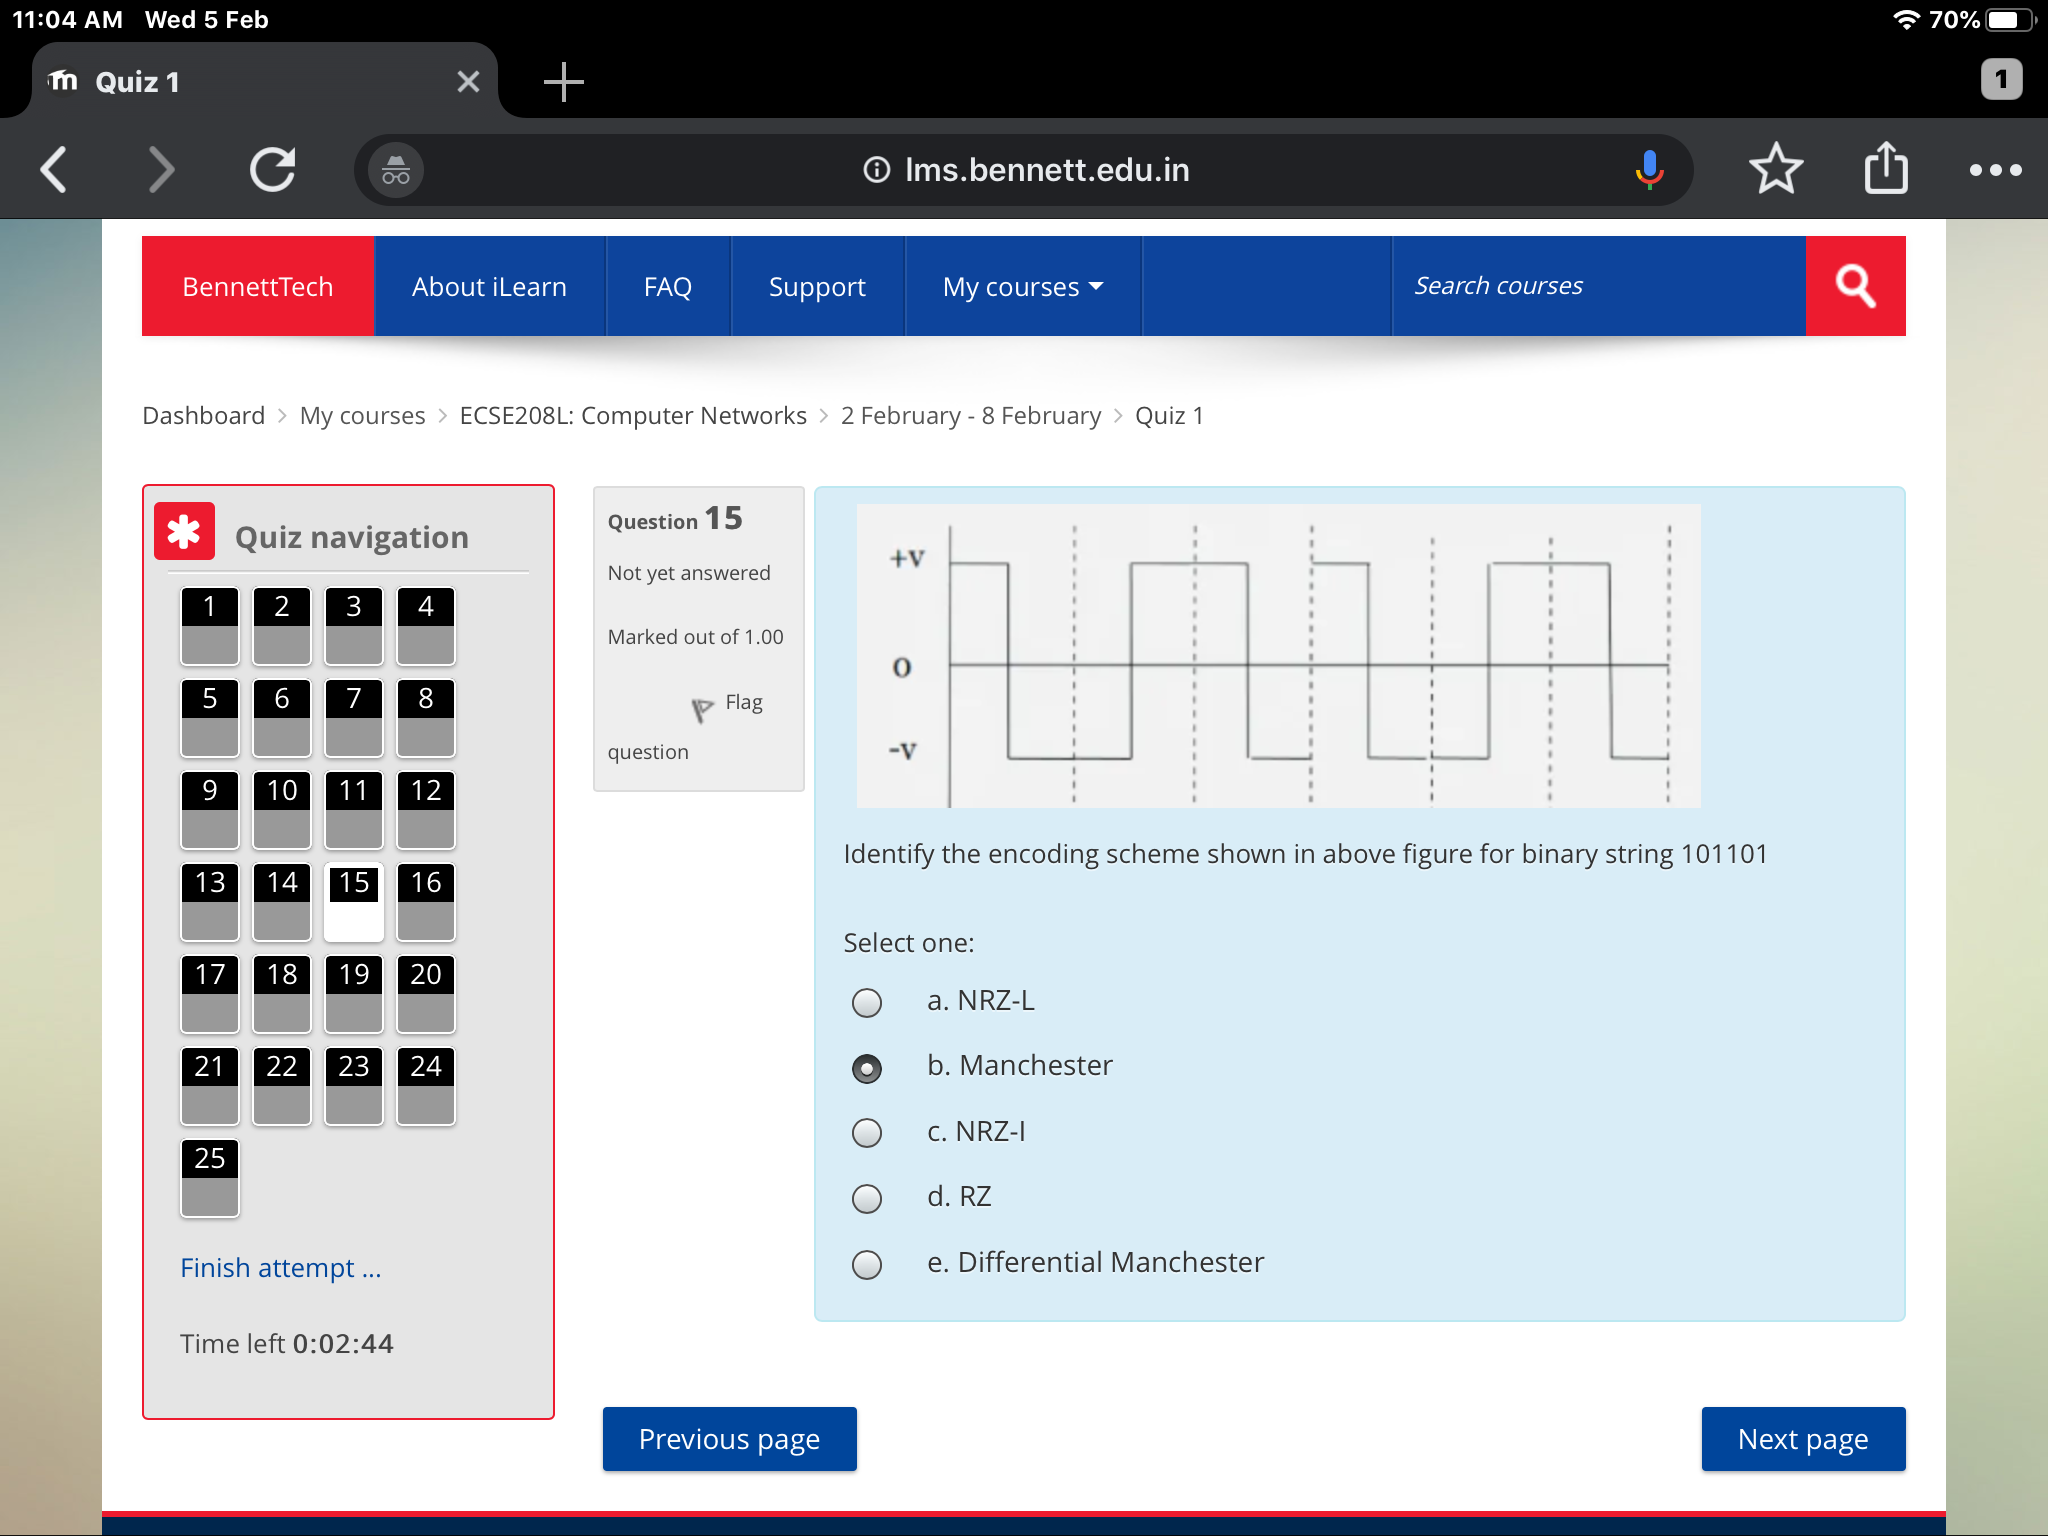 11:04 AM Wed 5 Feb
70%
Quiz 1
1
lms.bennett.edu.in
BennettTech
About iLearn
FAQ
Support
My courses
Search courses
Dashboard > My courses > ECSE208L: Computer Networks > 2 February - 8 February > Quiz 1
Quiz navigation
1 2 3 4
5 6 7 8
9 10 11 12
13 14 15 16
17 18 19 20
21 22 23 24
25
Finish attempt ...
Time left 0:02:44
Question 15
Not yet answered
Marked out of 1.00
Flag
question
+v
0
-v
Identify the encoding scheme shown in above figure for binary string 101101
Select one:
a. NRZ-L
b. Manchester
c. NRZ-I
d. RZ
e. Differential Manchester
Previous page
Next page